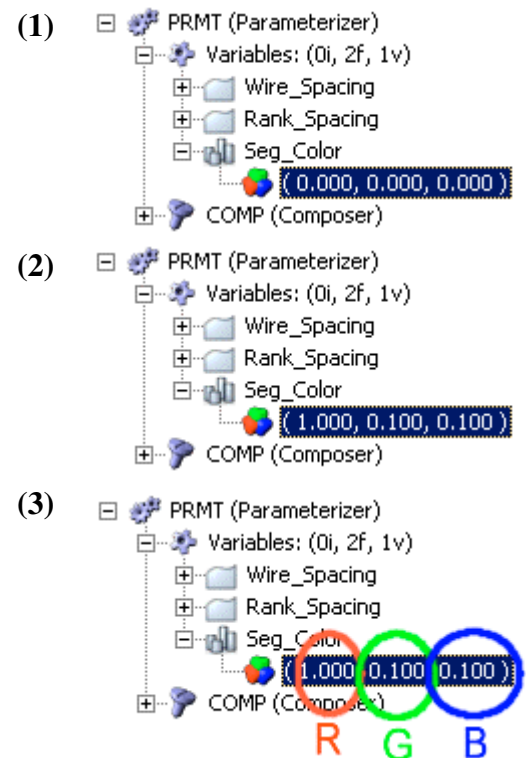 (1) PRMT (Parameterizer)
Variables: (0i, 2f, 1v)
Wire_Spacing
Rank_Spacing
Seg_Color
( 0.000, 0.000, 0.000 )
COMP (Composer)
(2) PRMT (Parameterizer)
Variables: (0i, 2f, 1v)
Wire_Spacing
Rank_Spacing
Seg_Color
( 1.000, 0.100, 0.100 )
COMP (Composer)
(3) PRMT (Parameterizer)
Variables: (0i, 2f, 1v)
Wire_Spacing
Rank_Spacing
Seg_Color
( 1.000, 0.100, 0.100 )
COMP (Composer)
R G B